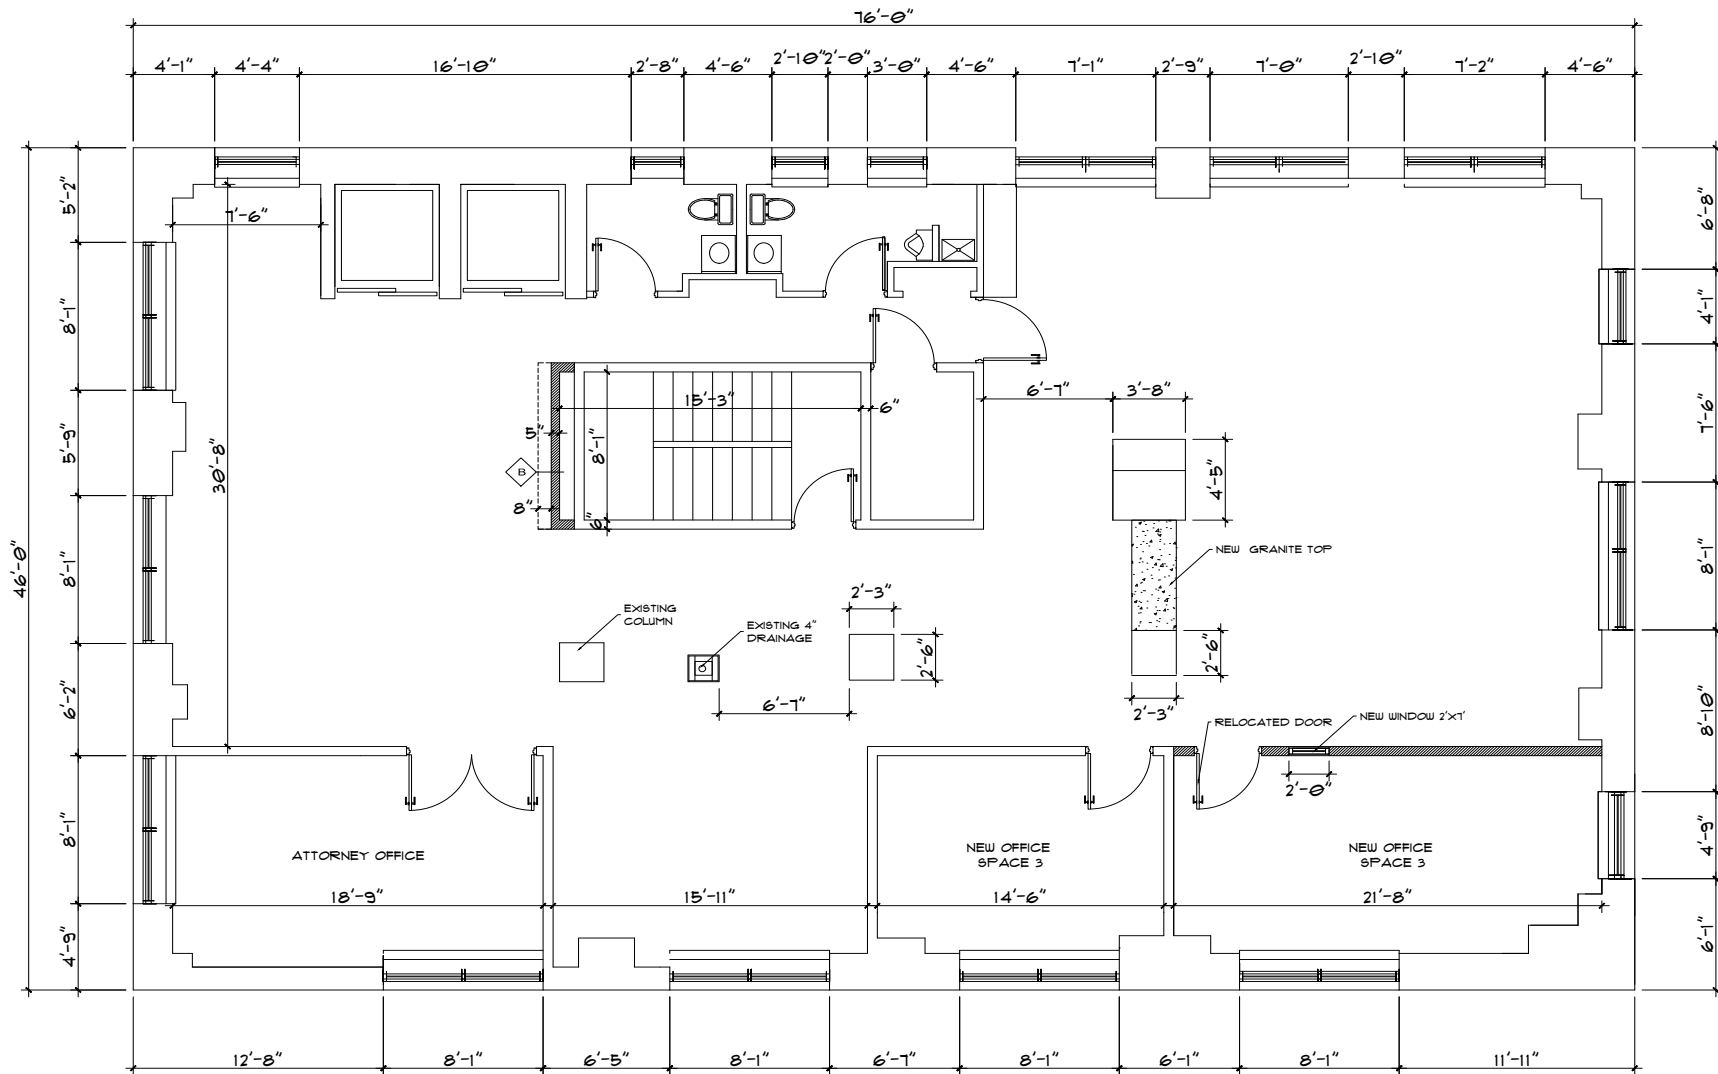 76'-0"
4'-1" 4'-4" 16'-10" 2'-8" 4'-6" 2'-10" 2'-0" 3'-0" 4'-6" 7'-1" 2'-9" 7'-0" 2'-10" 7'-2" 4'-6"
46'-0"
5'-2"
8'-1"
5'-9"
8'-1"
6'-2"
8'-1"
4'-9"
7'-6"
30'-8"
15'-3"
6"
5"
8'-1"
B
8"
6"
6'-7"
3'-8"
4'-5"
NEW GRANITE TOP
2'-3"
EXISTING
COLUMN
EXISTING 4"
DRAINAGE
2'-6"
6'-7"
2'-6"
2'-3"
RELOCATED DOOR
NEW WINDOW 2'X7'
2'-0"
ATTORNEY OFFICE
NEW OFFICE
SPACE 3
NEW OFFICE
SPACE 3
18'-9"
15'-11"
14'-6"
21'-8"
6'-8"
4'-1"
7'-6"
8'-1"
8'-10"
4'-9"
6'-1"
12'-8" 8'-1" 6'-5" 8'-1" 6'-7" 8'-1" 6'-1" 8'-1" 11'-11"